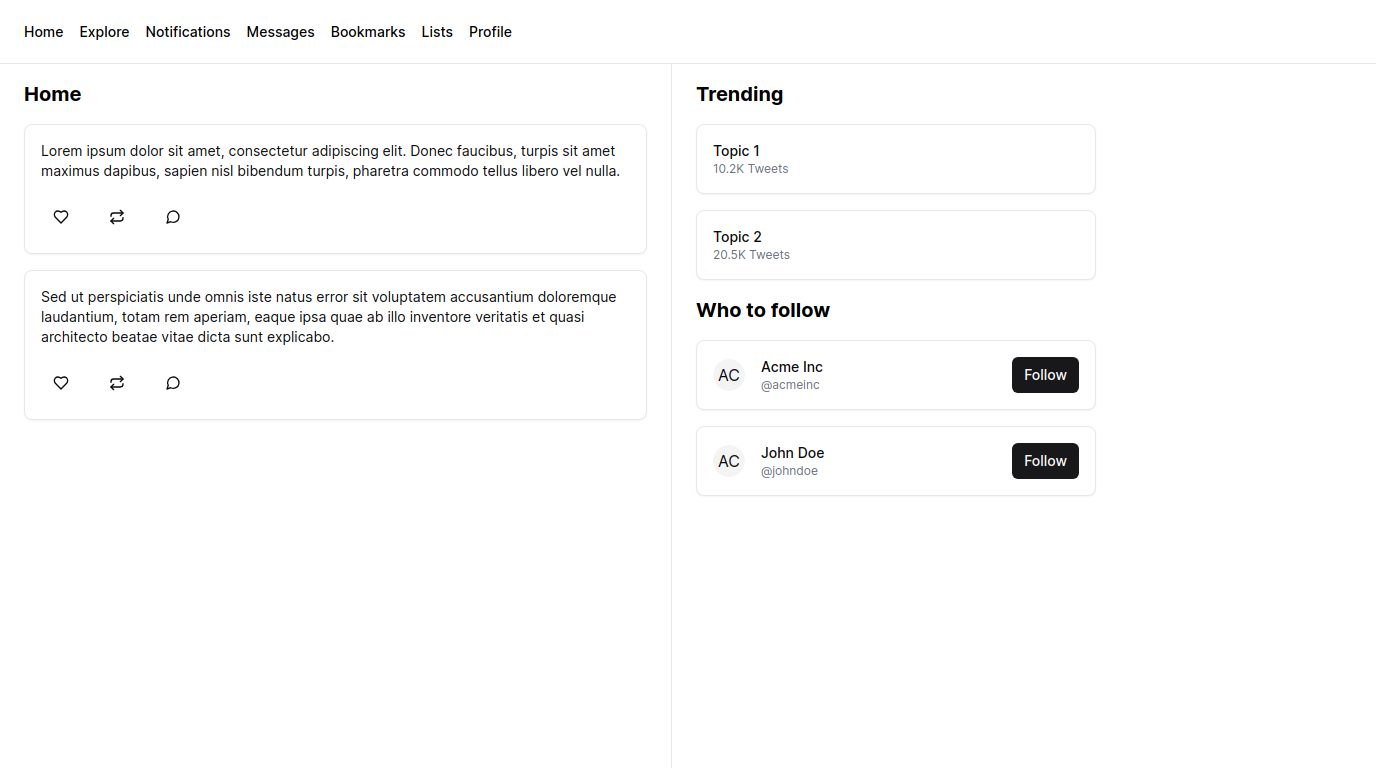 Home Explore Notifications Messages Bookmarks Lists Profile
Home
Lorem ipsum dolor sit amet, consectetur adipiscing elit. Donec faucibus, turpis sit amet
maximus dapibus, sapien nisl bibendum turpis, pharetra commodo tellus libero vel nulla.
Sed ut perspiciatis unde omnis iste natus error sit voluptatem accusantium doloremque
laudantium, totam rem aperiam, eaque ipsa quae ab illo inventore veritatis et quasi
architecto beatae vitae dicta sunt explicabo.
Trending
Topic 1
10.2K Tweets
Topic 2
20.5K Tweets
Who to follow
AC
Acme Inc
@acmeinc
Follow
AC
John Doe
@johndoe
Follow